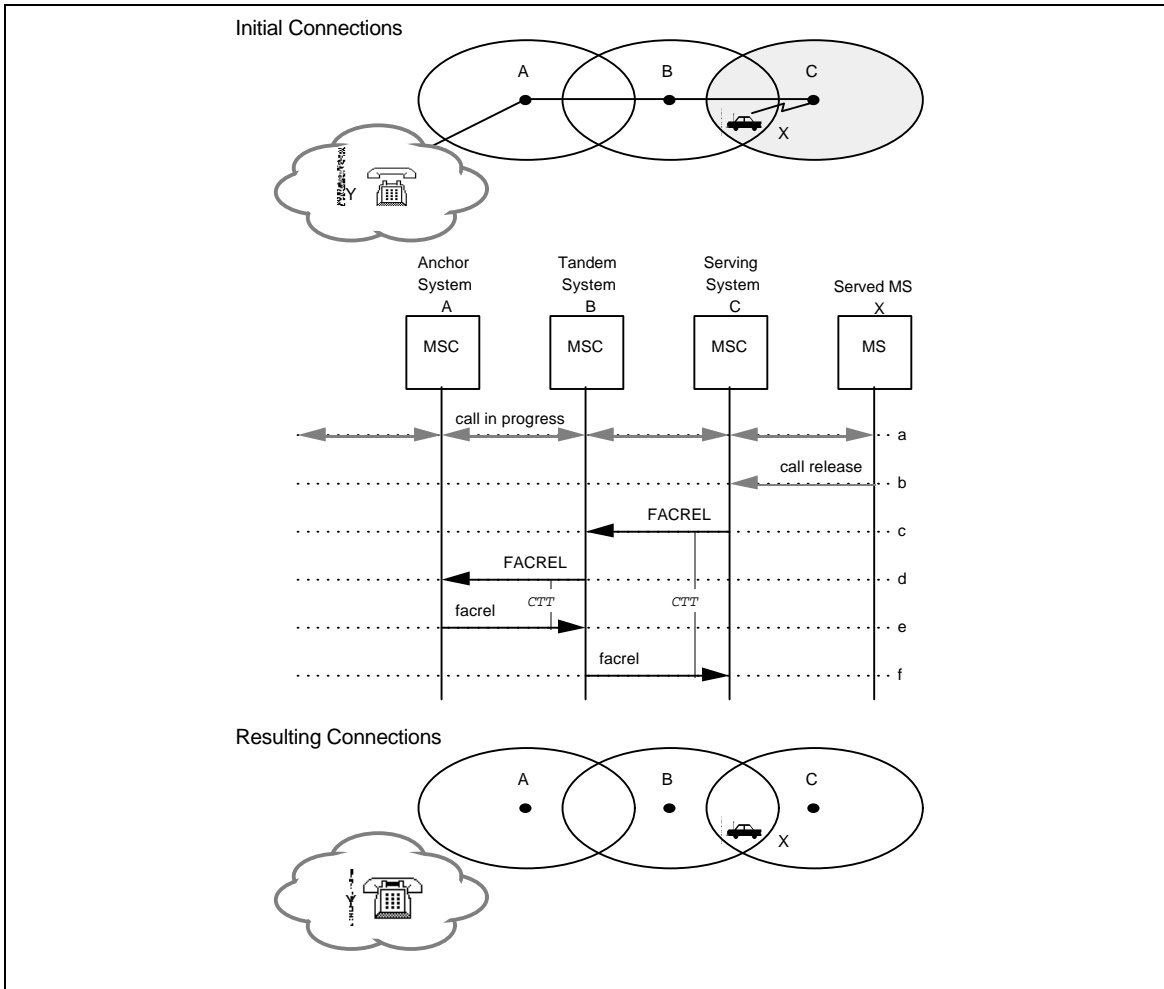 Initial Connections
A B C
X
Y
Anchor System A
Tandem System B
Serving System C
Served MS X
MSC MSC MSC MS
call in progress a
call release b
FACREL c
FACREL d
CTT CTT
facrel e
facrel f
Resulting Connections
A B C
X
Y